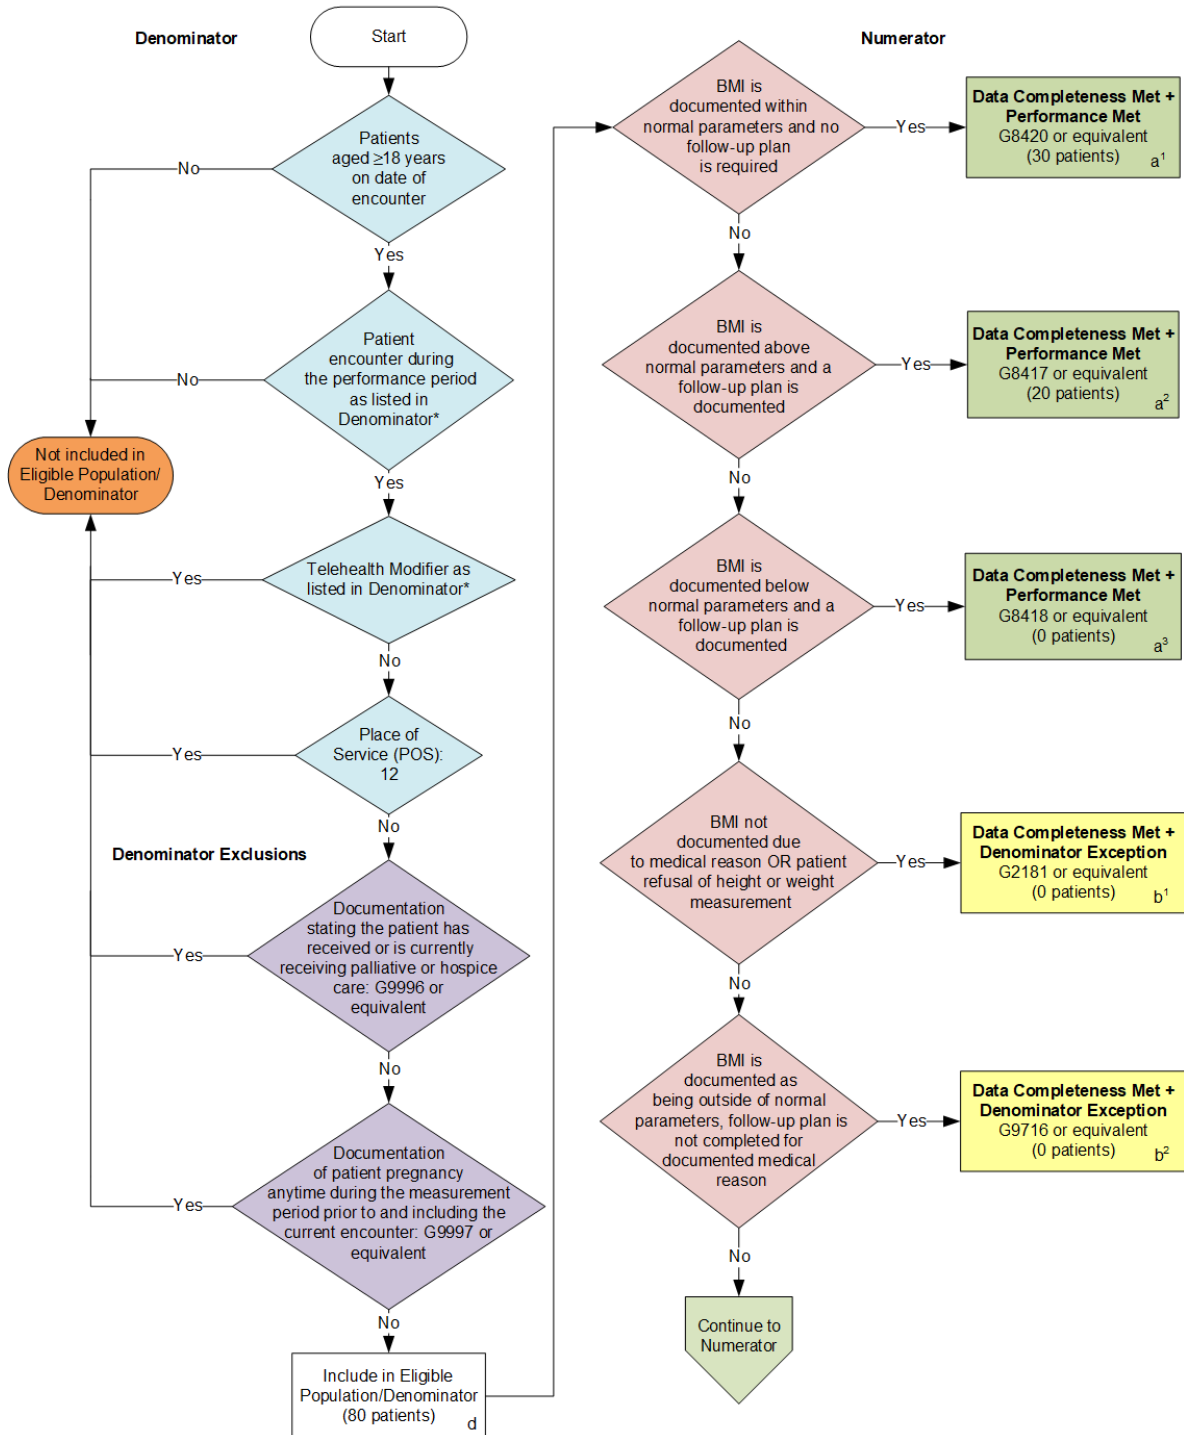 Denominator
Start
Patients
aged ≥18 years
on date of
encounter
No
Yes
Patient
encounter during
the performance period
as listed in
Denominator*
No
Not included in
Eligible Population/
Denominator
Yes
Telehealth Modifier as
listed in Denominator*
Yes
No
Place of
Service (POS):
12
Yes
No
Denominator Exclusions
Documentation
stating the patient has
received or is currently
receiving palliative or hospice
care: G9996 or
equivalent
Yes
No
Documentation
of patient pregnancy
anytime during the measurement
period prior to and including the
current encounter: G9997 or
equivalent
Yes
No
Include in Eligible
Population/Denominator
(80 patients)
d
Numerator
BMI is
documented within
normal parameters and no
follow-up plan
is required
Yes
Data Completeness Met +
Performance Met
G8420 or equivalent
(30 patients)
a¹
No
BMI is
documented above
normal parameters and a
follow-up plan is
documented
Yes
Data Completeness Met +
Performance Met
G8417 or equivalent
(20 patients)
a²
No
BMI is
documented below
normal parameters and a
follow-up plan is
documented
Yes
Data Completeness Met +
Performance Met
G8418 or equivalent
(0 patients)
a³
No
BMI not
documented due
to medical reason OR patient
refusal of height or weight
measurement
Yes
Data Completeness Met +
Denominator Exception
G2181 or equivalent
(0 patients)
b¹
No
BMI is
documented as
being outside of normal
parameters, follow-up plan is
not completed for
documented medical
reason
Yes
Data Completeness Met +
Denominator Exception
G9716 or equivalent
(0 patients)
b²
No
Continue to
Numerator